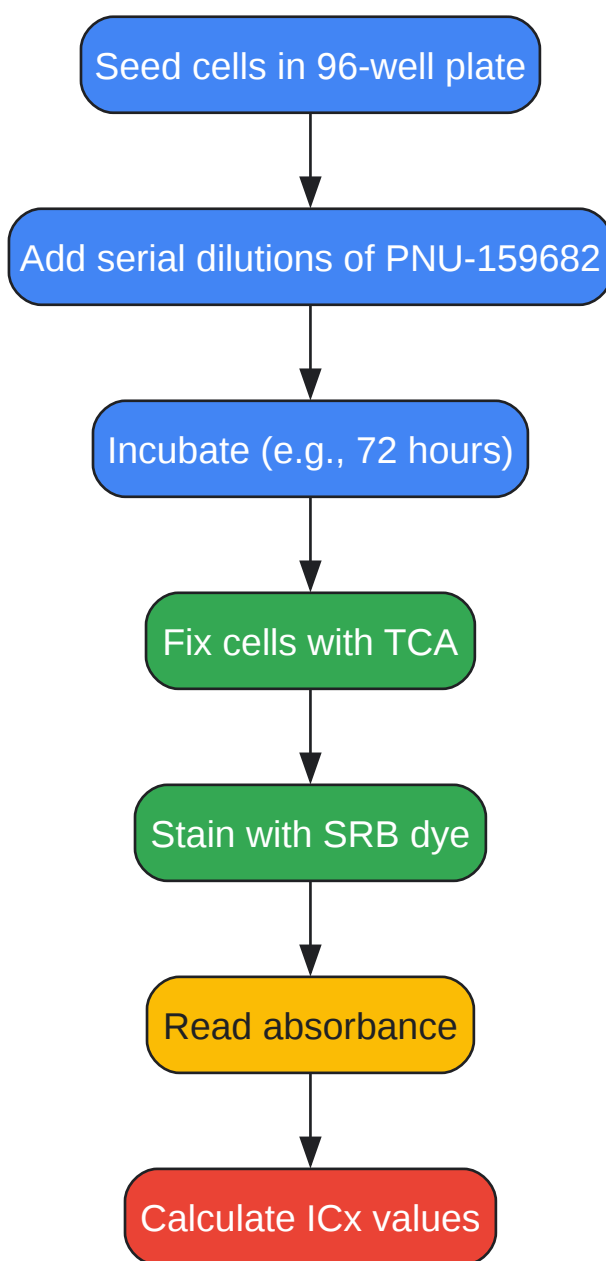 Seed cells in 96-well plate
Add serial dilutions of PNU-159682
Incubate (e.g., 72 hours)
Fix cells with TCA
Stain with SRB dye
Read absorbance
Calculate ICx values